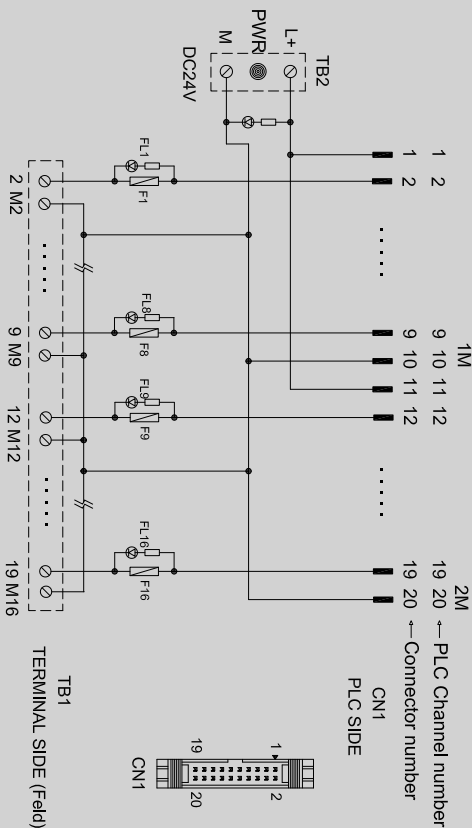 TB2
L+
PWR
M
DC24V
1M 2M
1 2 9 10 11 12 19 20 ← PLC Channel number
1 2 9 10 11 12 19 20 ← Connector number
CN1
PLC SIDE
FL1 FL8 FL9 FL16
F1 F8 F9 F16
2 M2 9 M9 12 M12 19 M16
TB1
TERMINAL SIDE (Feld)
1 2
19 20
CN1